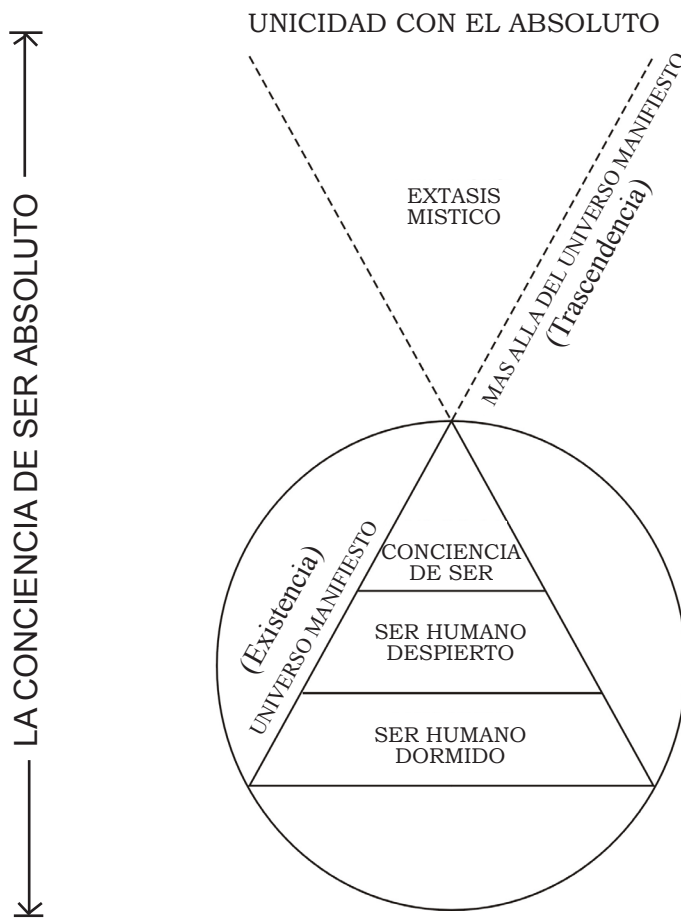 UNICIDAD CON EL ABSOLUTO
LA CONCIENCIA DE SER ABSOLUTO
EXTASIS
MISTICO
MAS ALLA DEL UNIVERSO MANIFIESTO
(Trascendencia)
(Existencia)
UNIVERSO MANIFIESTO
CONCIENCIA
DE SER
SER HUMANO
DESPIERTO
SER HUMANO
DORMIDO